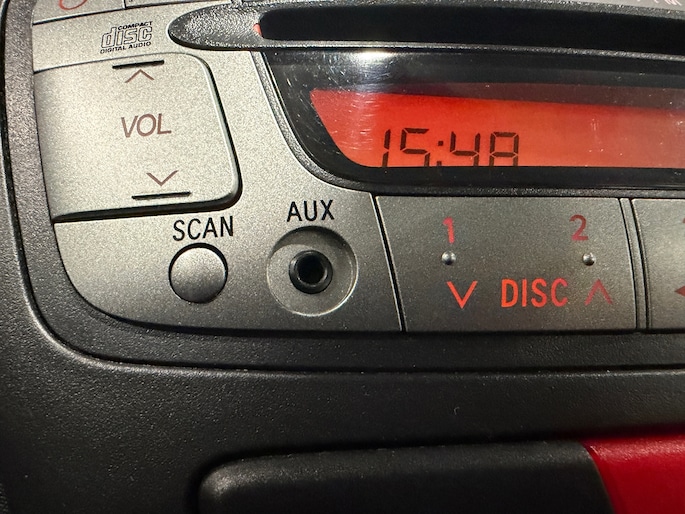 COMPACT
disc
DIGITAL AUDIO
VOL
15:48
SCAN
AUX
1
2
DISC